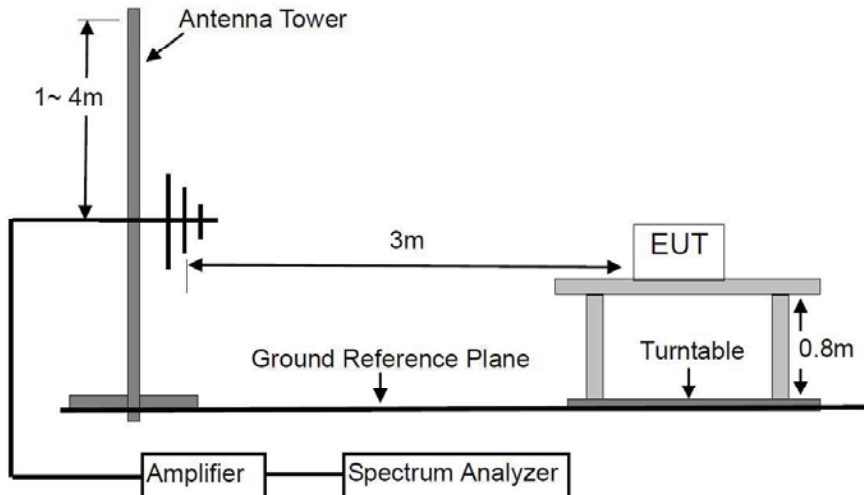 Antenna Tower
1~ 4m
3m
EUT
Ground Reference Plane
Turntable
0.8m
Amplifier
Spectrum Analyzer